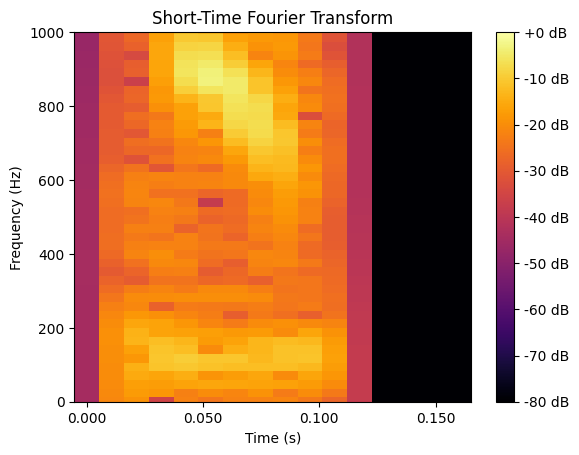 Short-Time Fourier Transform
1000
800
600
400
200
0
Frequency (Hz)
0.000
0.050
0.100
0.150
Time (s)
+0 dB
-10 dB
-20 dB
-30 dB
-40 dB
-50 dB
-60 dB
-70 dB
-80 dB